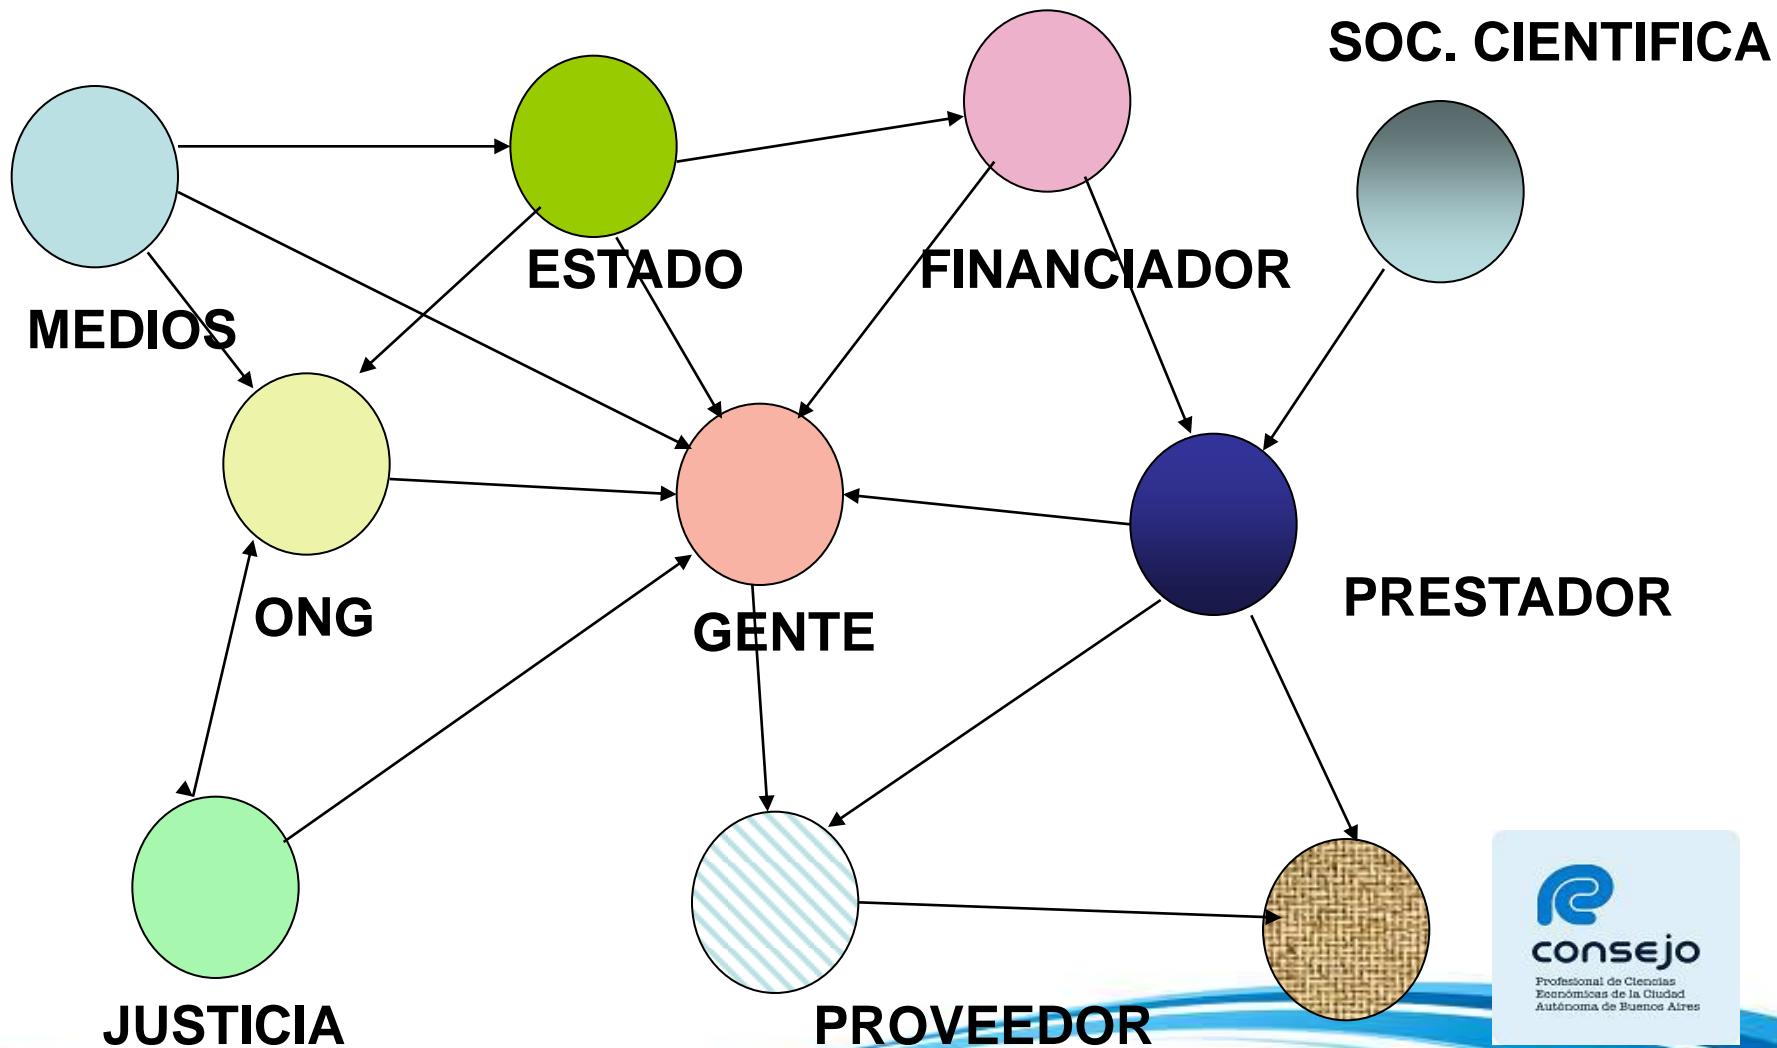 SOC. CIENTIFICA
ESTADO
FINANCIADOR
MEDIOS
ONG
GENTE
PRESTADOR
JUSTICIA
PROVEEDOR
consejo
Profesional de Ciencias
Económicas de la Ciudad
Autónoma de Buenos Aires